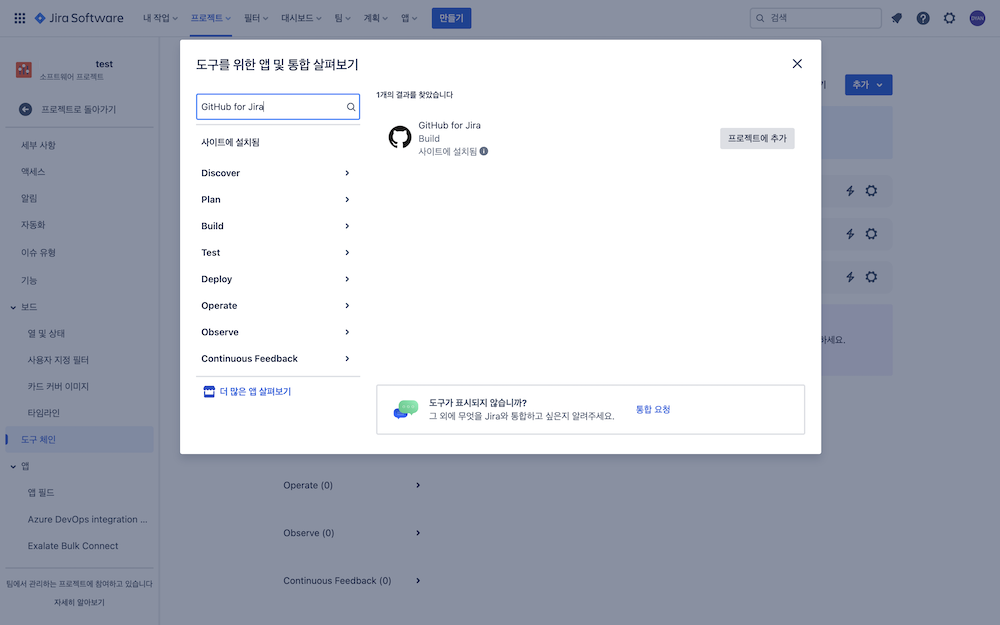 Jira Software
내 작업
프로젝트
필터
대시보드
팀
계획
앱
만들기
검색
test
소프트웨어 프로젝트
프로젝트로 돌아가기
세부 사항
액세스
알림
자동화
이슈 유형
기능
보드
열 및 상태
사용자 지정 필터
카드 커버 이미지
타임라인
도구 체인
앱
앱 필드
Azure DevOps integration ...
Exalate Bulk Connect
팀에서 관리하는 프로젝트에 참여하고 있습니다
자세히 알아보기
도구를 위한 앱 및 통합 살펴보기
GitHub for Jira
사이트에 설치됨
Discover
Plan
Build
Test
Deploy
Operate
Observe
Continuous Feedback
더 많은 앱 살펴보기
1개의 결과를 찾았습니다
GitHub for Jira
Build
사이트에 설치됨
프로젝트에 추가
도구가 표시되지 않습니까?
그 외에 무엇을 Jira와 통합하고 싶은지 알려주세요.
통합 요청
추가
하세요.
Operate (0)
Observe (0)
Continuous Feedback (0)